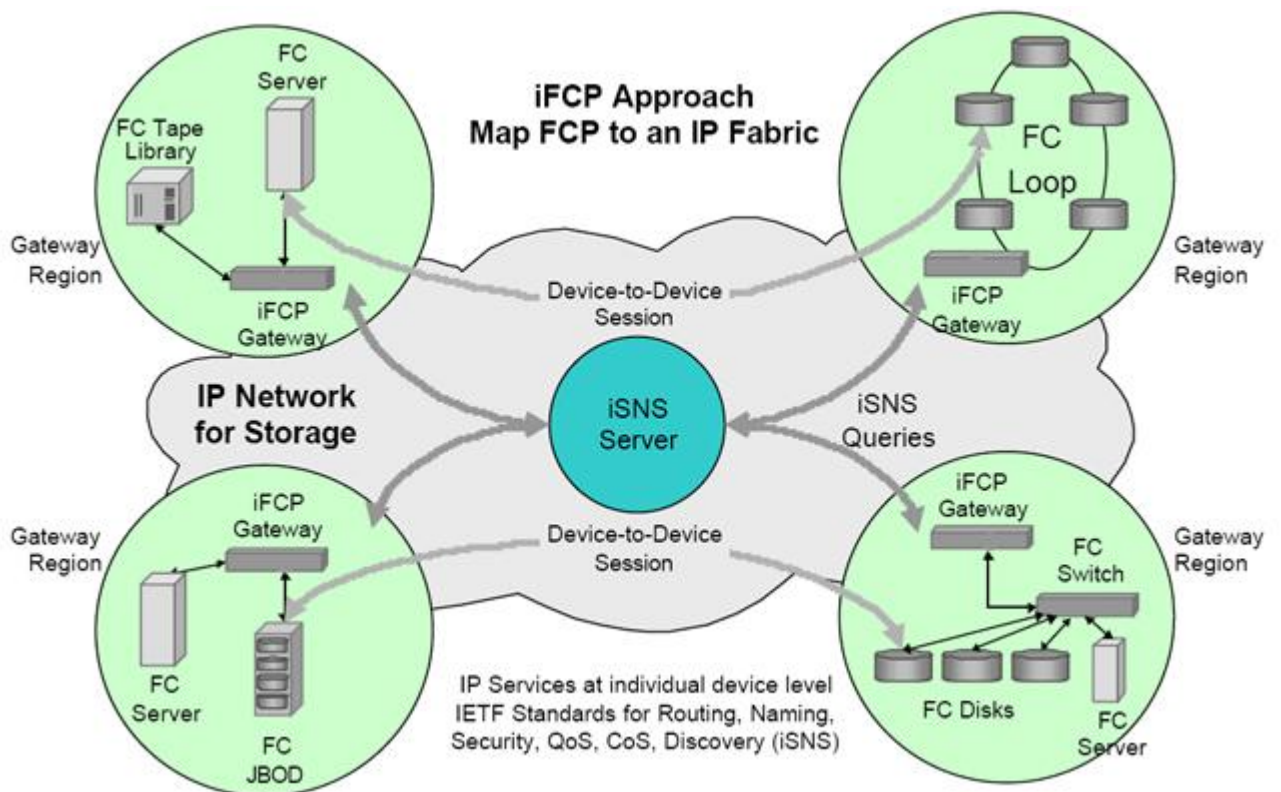 FC
Server
FC Tape
Library
iFCP
Gateway
Gateway
Region
iFCP Approach
Map FCP to an IP Fabric
FC
Loop
iFCP
Gateway
Gateway
Region
Device-to-Device
Session
IP Network
for Storage
iSNS
Server
iSNS
Queries
Gateway
Region
iFCP
Gateway
FC
Server
FC
JBOD
Device-to-Device
Session
iFCP
Gateway
FC
Switch
FC Disks
FC
Server
Gateway
Region
IP Services at individual device level
IETF Standards for Routing, Naming,
Security, QoS, CoS, Discovery (iSNS)